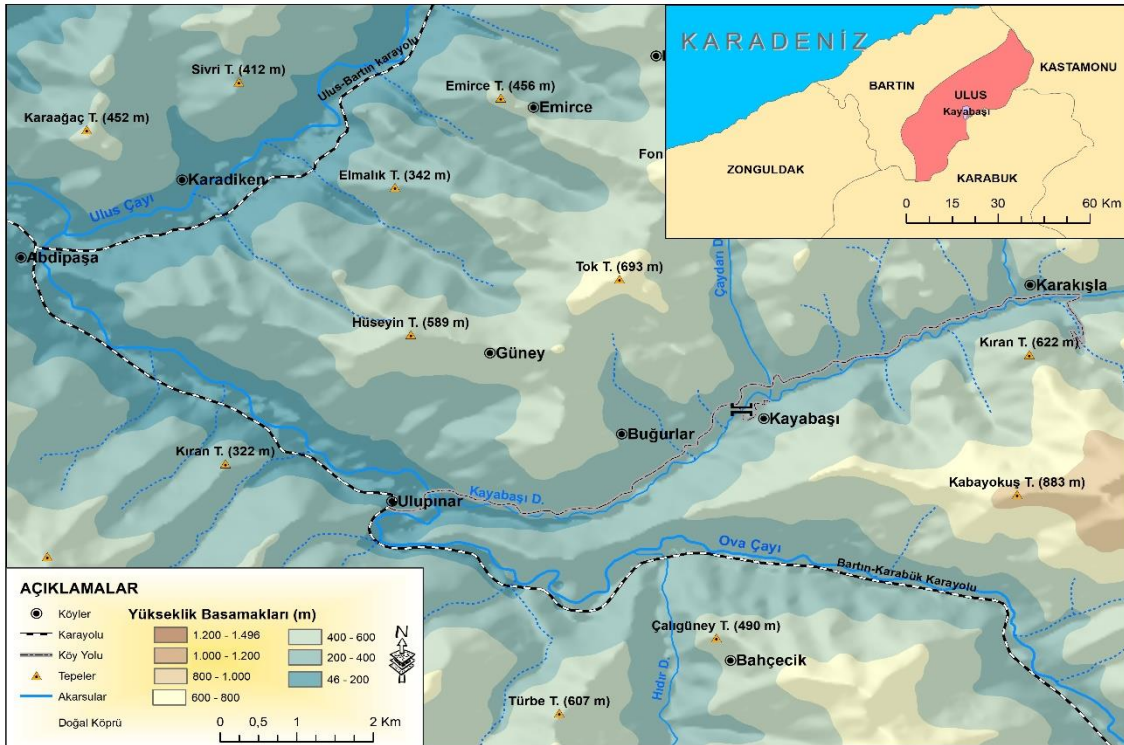 KARADENİZ
BARTIN
KASTAMONU
ULUS
Kayabaşı
ZONGULDAK
KARABUK
0 15 30 60 Km
Sivri T. (412 m)
Ulus-Bartın karayolu
Emirce T. (456 m)
Emirce
Karaağaç T. (452 m)
Karadiken
Elmalık T. (342 m)
Fon
Ulus Çayı
Abdipaşa
Tok T. (693 m)
Çaydarı D.
Karakışla
Hüseyin T. (589 m)
Güney
Kıran T. (622 m)
Kayabaşı
Buğurlar
Kıran T. (322 m)
Kabayokuş T. (883 m)
Ulupınar
Kayabaşı D.
Ova Çayı
Bartın-Karabük Karayolu
Çalıgüney T. (490 m)
Bahçecik
Hıdır D.
Türbe T. (607 m)
AÇIKLAMALAR
Köyler
Karayolu
Köy Yolu
Tepeler
Akarsular
Doğal Köprü
Yükseklik Basamakları (m)
1.200 - 1.496
1.000 - 1.200
800 - 1.000
600 - 800
400 - 600
200 - 400
46 - 200
N
0 0,5 1 2 Km